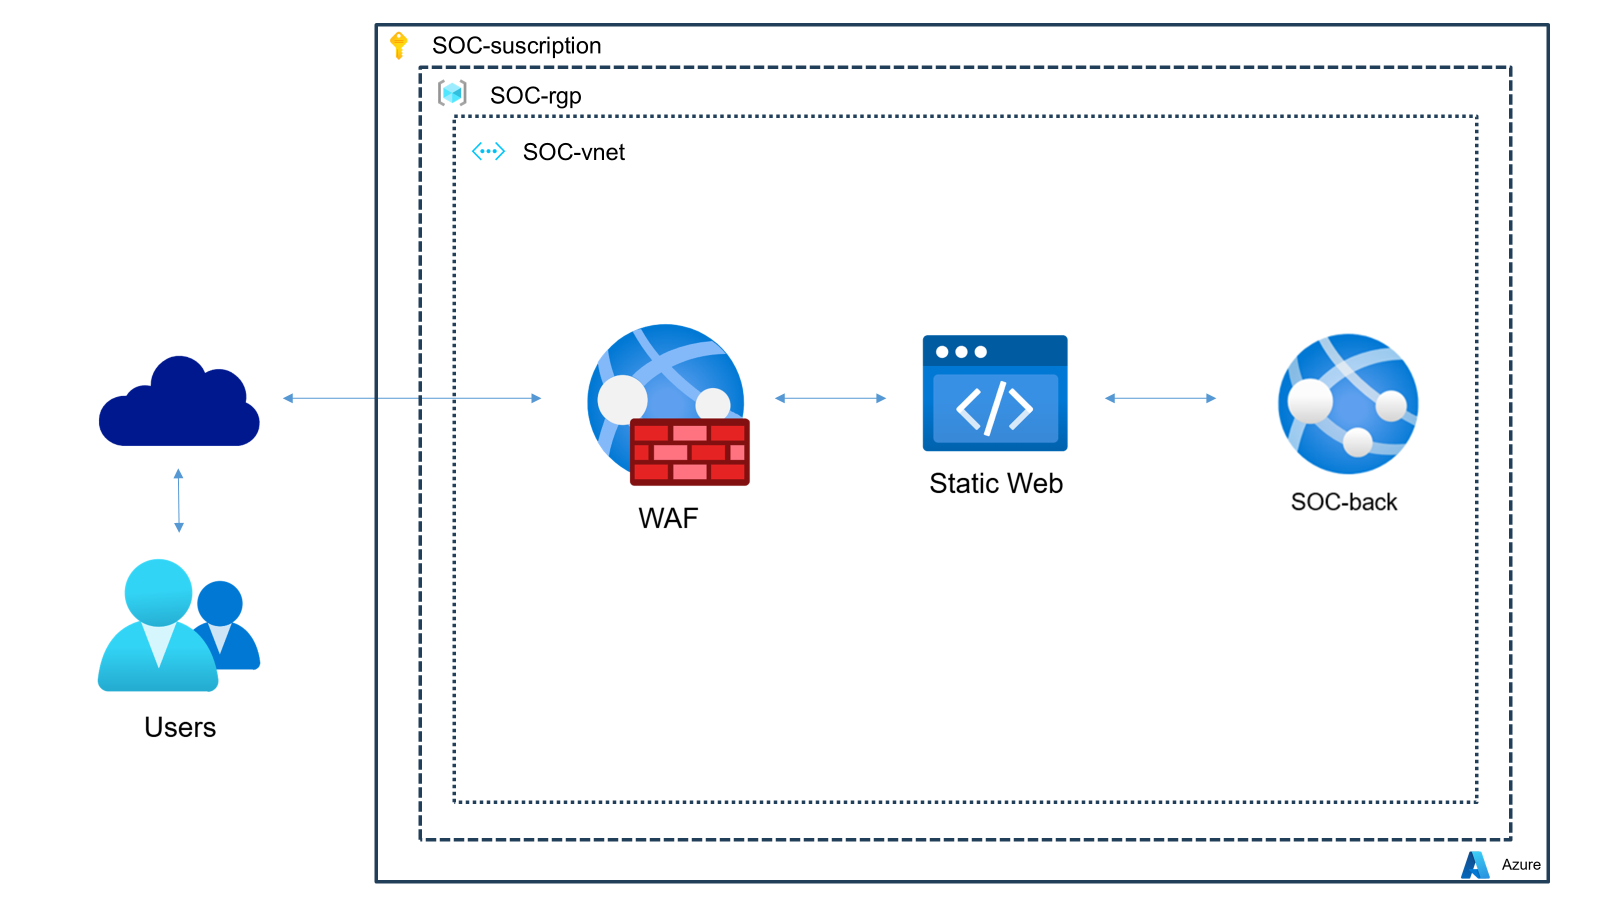 SOC-suscription
SOC-rgp
SOC-vnet
WAF
Static Web
SOC-back
Users
Azure